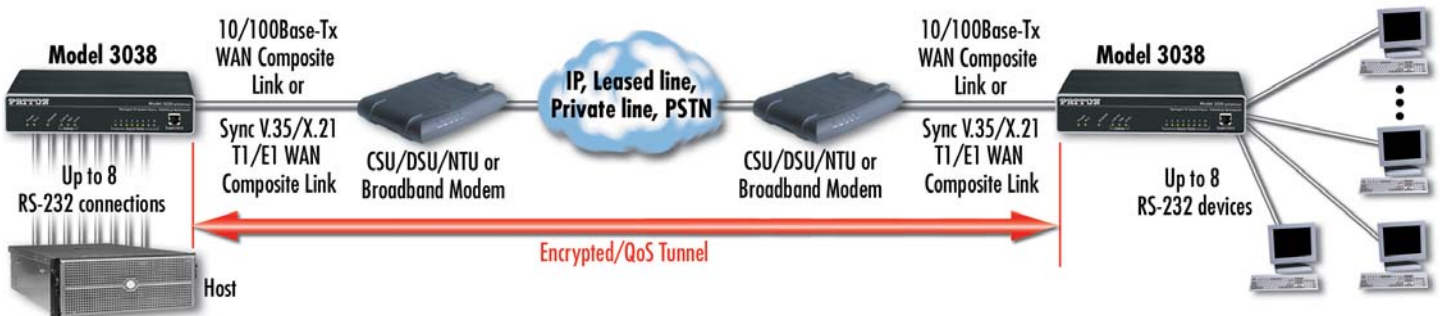 Model 3038
PATTON
10/100Base-Tx
WAN Composite
Link or
Sync V.35/X.21
T1/E1 WAN
Composite Link
Up to 8
RS-232 connections
Host
CSU/DSU/NTU or
Broadband Modem
IP, Leased line,
Private line, PSTN
CSU/DSU/NTU or
Broadband Modem
10/100Base-Tx
WAN Composite
Link or
Sync V.35/X.21
T1/E1 WAN
Composite Link
Model 3038
PATTON
Up to 8
RS-232 devices
Encrypted/QoS Tunnel